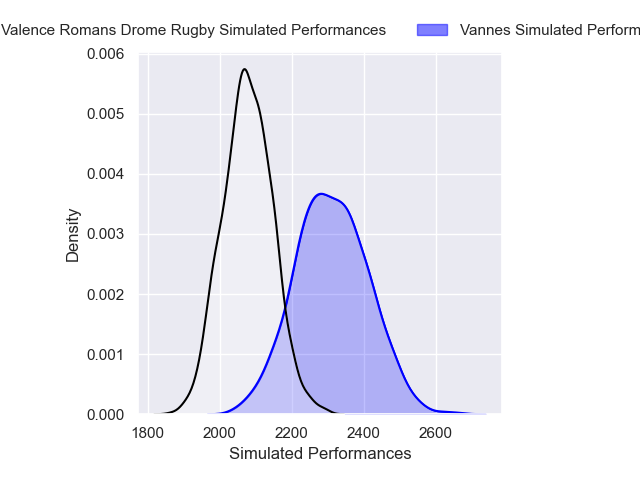 Valence Romans Drome Rugby Simulated Performances Vannes Simulated Perform
0.006
0.005
0.004
0.003
0.002
0.001
0.000
Density
1800 2000 2200 2400 2600
Simulated Performances